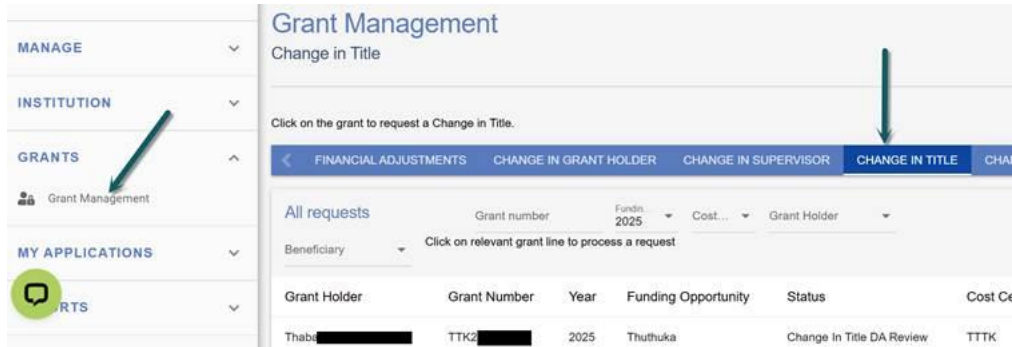 MANAGE
INSTITUTION
GRANTS
Grant Management
MY APPLICATIONS
RTS
Grant Management
Change in Title
Click on the grant to request a Change in Title.
FINANCIAL ADJUSTMENTS CHANGE IN GRANT HOLDER CHANGE IN SUPERVISOR CHANGE IN TITLE CHA
All requests Grant number Fundin... 2025 Cost... Grant Holder
Beneficiary Click on relevant grant line to process a request
Grant Holder Grant Number Year Funding Opportunity Status Cost Ce
Thaba TTK2 2025 Thuthuka Change In Title DA Review TTTK